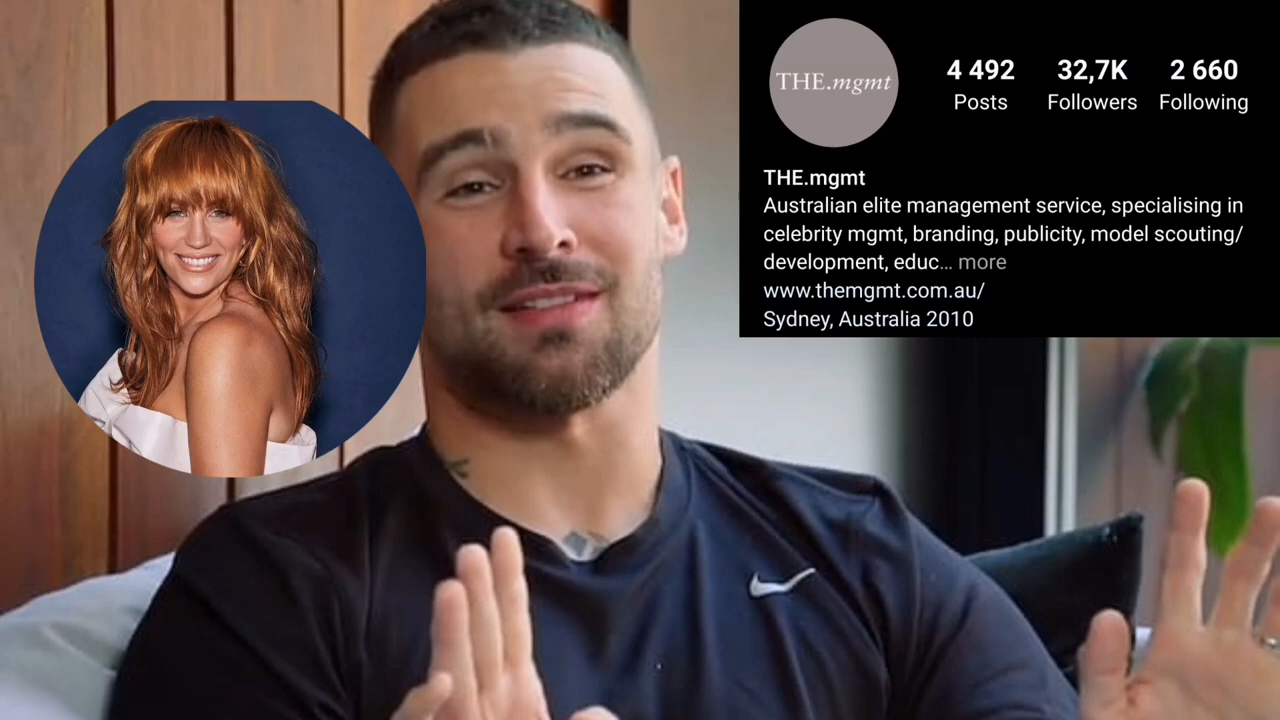 THE.mgmt
4 492
32,7K
2 660
Posts
Followers
Following
THE.mgmt
Australian elite management service, specialising in
celebrity mgmt, branding, publicity, model scouting/
development, educ... more
www.themgmt.com.au/
Sydney, Australia 2010